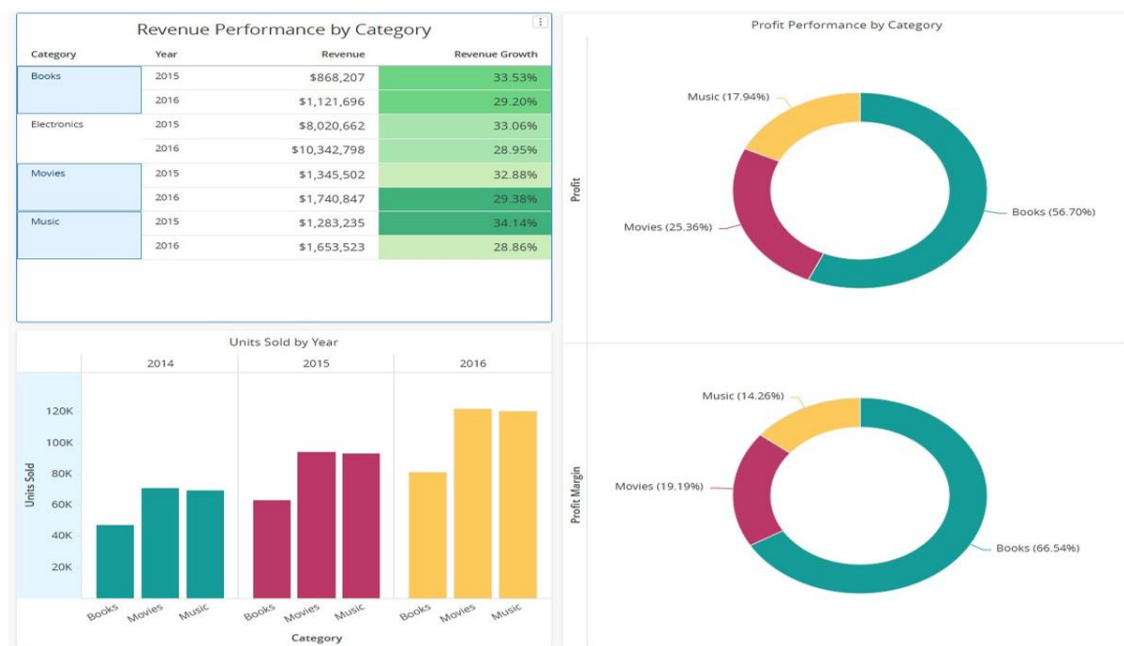 Revenue Performance by Category
Category Year Revenue Revenue Growth
Books 2015 $868,207 33.53%
2016 $1,121,696 29.20%
Electronics 2015 $8,020,662 33.06%
2016 $10,342,798 28.95%
Movies 2015 $1,345,502 32.88%
2016 $1,740,847 29.38%
Music 2015 $1,283,235 34.14%
2016 $1,653,523 28.86%
Units Sold by Year
2014 2015 2016
Units Sold
120K
100K
80K
60K
40K
20K
Books Movies Music Books Movies Music Books Movies Music
Category
Profit Performance by Category
Profit
Music (17.94%)
Movies (25.36%)
Books (56.70%)
Profit Margin
Music (14.26%)
Movies (19.19%)
Books (66.54%)